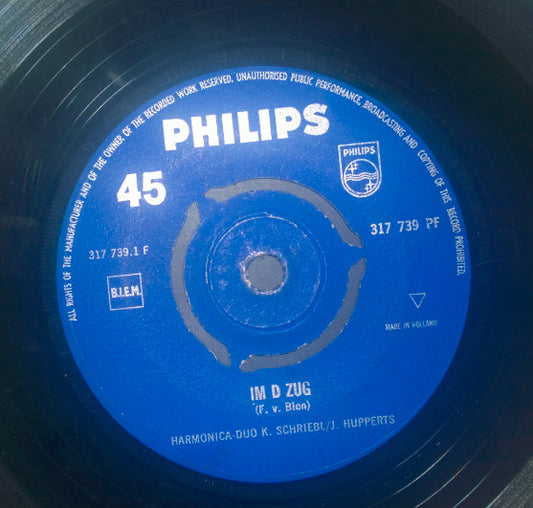 ALL RIGHTS OF THE MANUFACTURER AND OF THE OWNER OF THE RECORDED WORK RESERVED. UNAUTHORISED PUBLIC PERFORMANCE, BROADCASTING AND COPYING OF THIS RECORD PROHIBITED.
PHILIPS
PHILIPS
45
317 739 PF
317 739.1 F
B.I.E.M.
MADE IN HOLLAND
IM D ZUG
(F. v. Blon)
HARMONICA-DUO K. SCHRIEBL/J. HUPPERTS